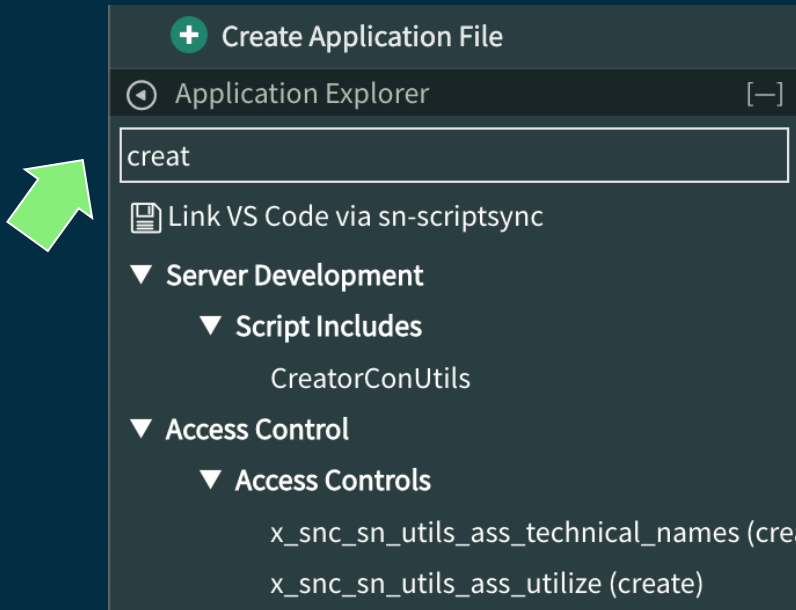 Create Application File
Application Explorer [—]
creat
Link VS Code via sn-scriptsync
Server Development
Script Includes
CreatorConUtils
Access Control
Access Controls
x_snc_sn_utils_ass_technical_names (crea
x_snc_sn_utils_ass_utilize (create)